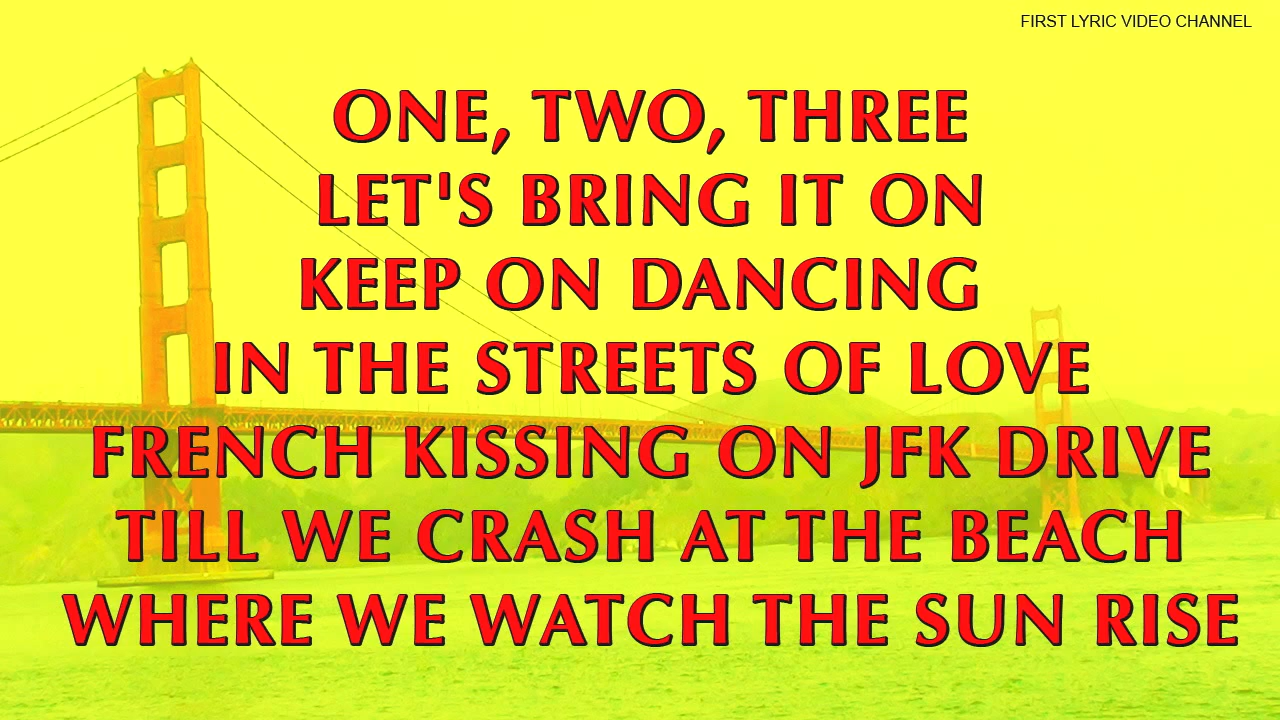 FIRST LYRIC VIDEO CHANNEL
ONE, TWO, THREE
LET'S BRING IT ON
KEEP ON DANCING
IN THE STREETS OF LOVE
FRENCH KISSING ON JFK DRIVE
TILL WE CRASH AT THE BEACH
WHERE WE WATCH THE SUN RISE